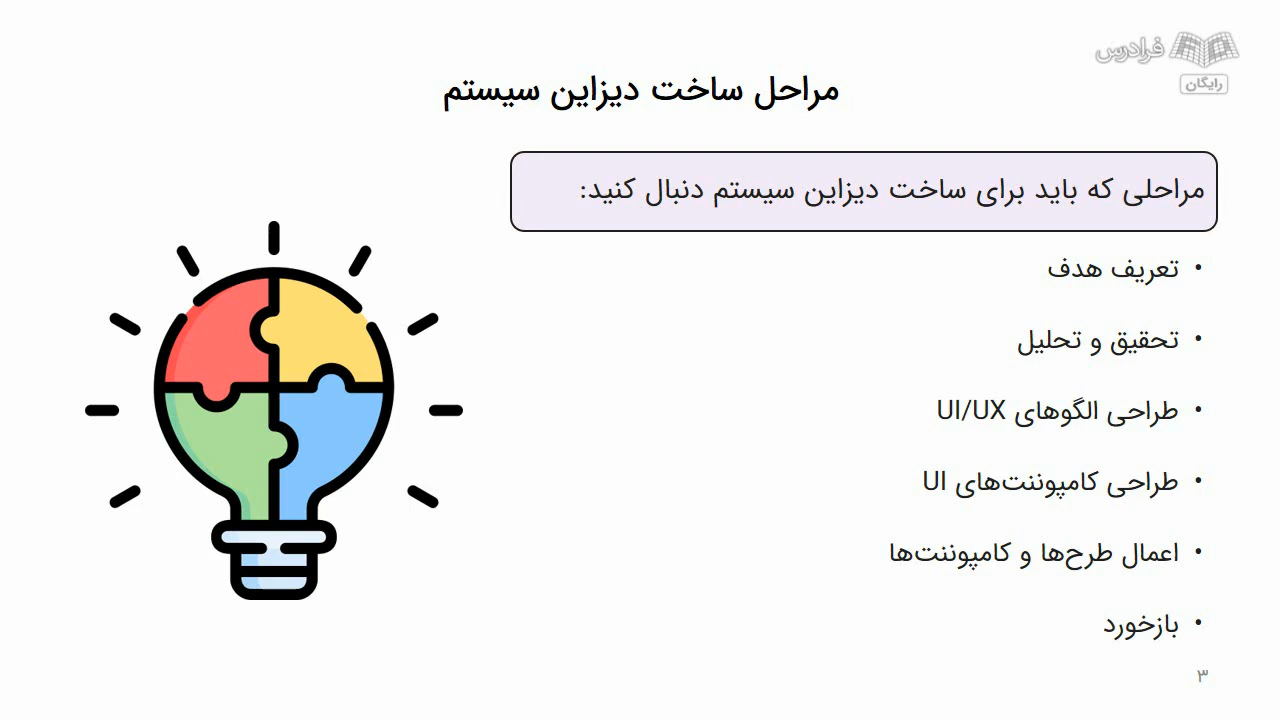 فرادرس
رایگان
مراحل ساخت دیزاین سیستم
مراحلی که باید برای ساخت دیزاین سیستم دنبال کنید:
• تعریف هدف
• تحقیق و تحلیل
• طراحی الگوهای UI/UX
• طراحی کامپوننت‌های UI
• اعمال طرح‌ها و کامپوننت‌ها
• بازخورد
۳